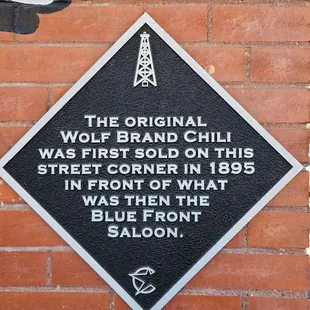 The original
Wolf Brand Chili
was first sold on this
street corner in 1895
in front of what
was then the
Blue Front
Saloon.